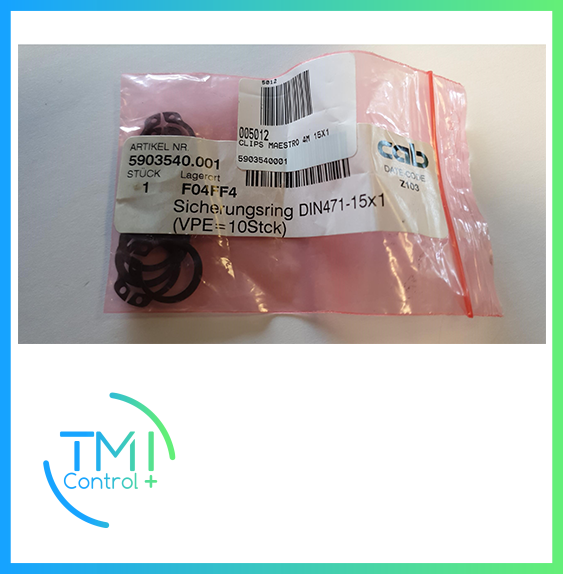 5012
005012
CLIPS MAESTRO 4M 15X1
5903540001
ARTIKEL NR.
5903540.001
STÜCK Lagerort
1 F04FF4
cab
DATE-CODE
Z103
Sicherungsring DIN471-15x1
(VPE=10Stck)
TMI
Control +